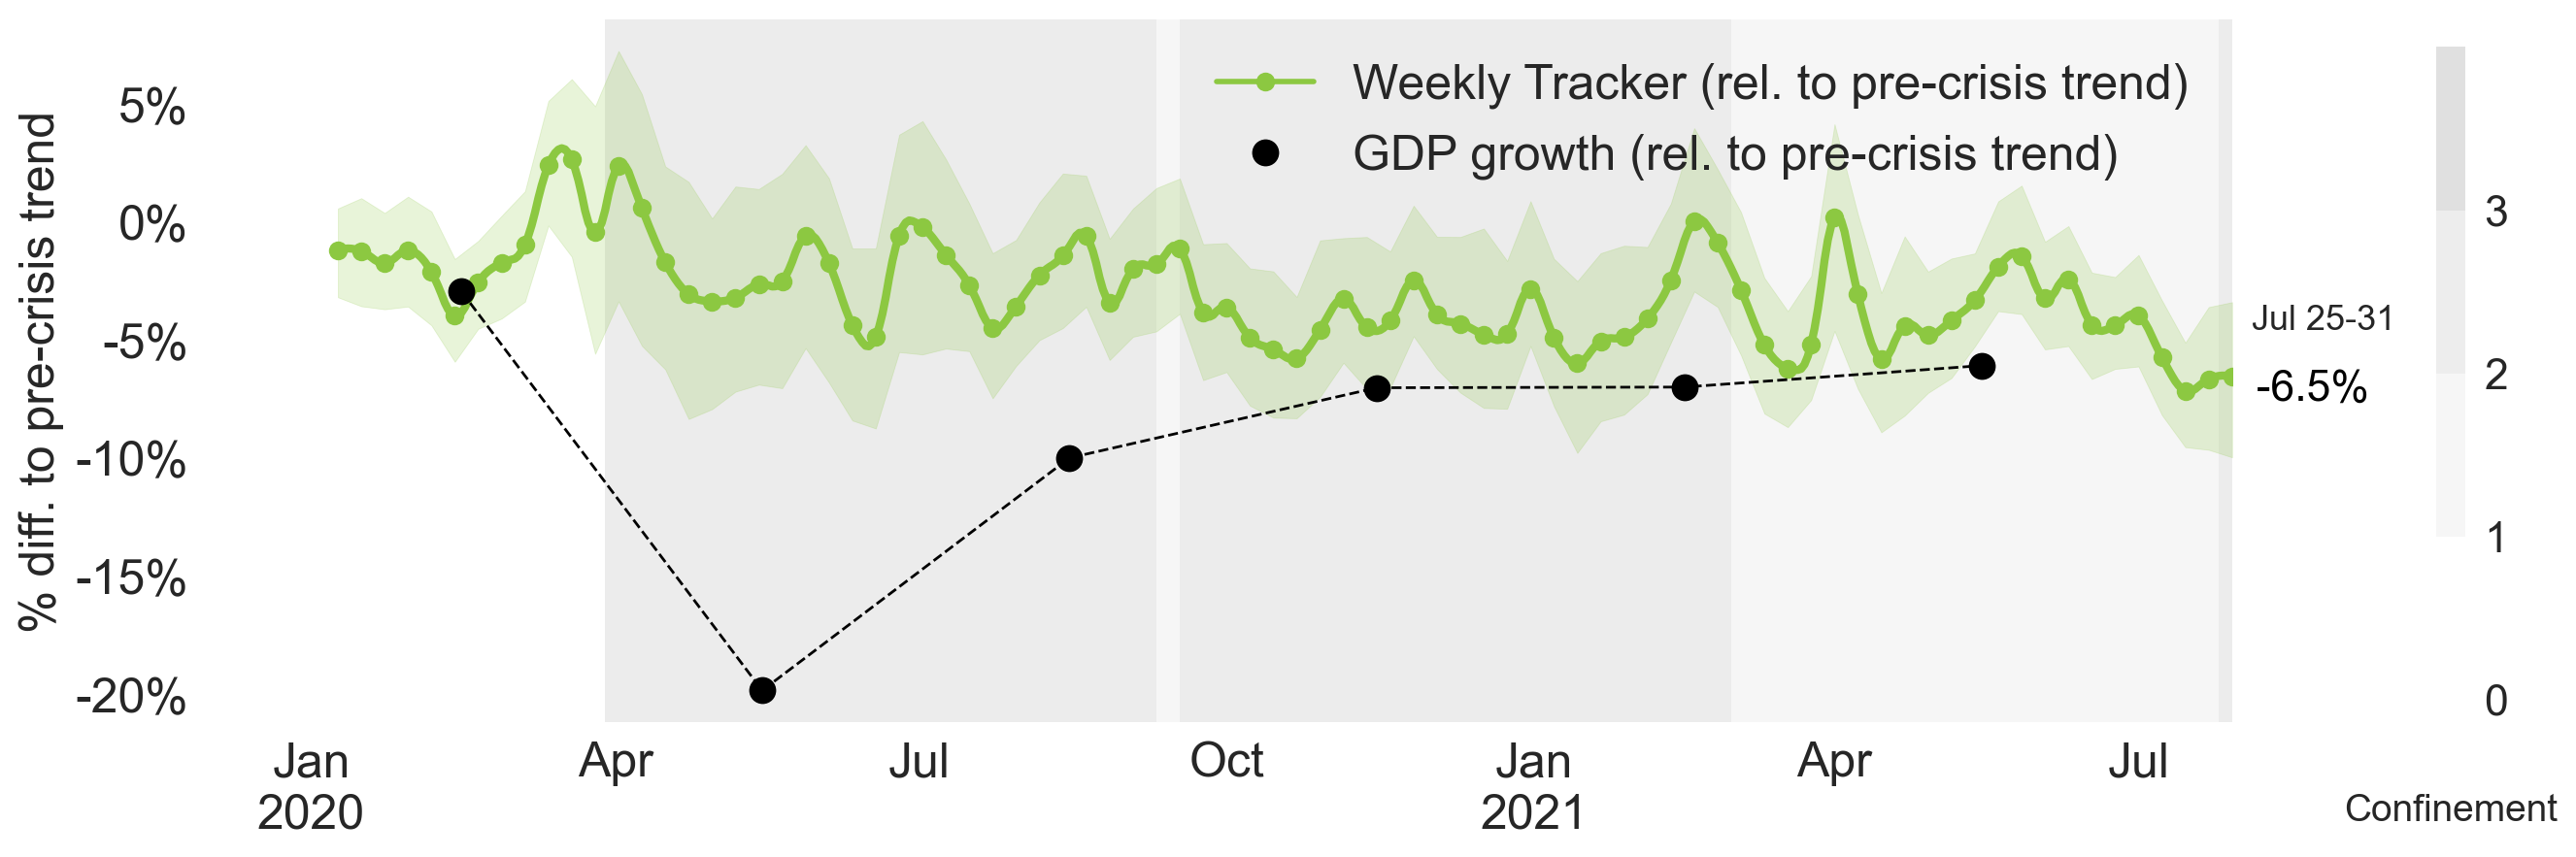 % diff. to pre-crisis trend
5%
0%
-5%
-10%
-15%
-20%
Weekly Tracker (rel. to pre-crisis trend)
GDP growth (rel. to pre-crisis trend)
Jul 25-31
-6.5%
3
2
1
0
Confinement
Jan
2020
Apr
Jul
Oct
Jan
2021
Apr
Jul